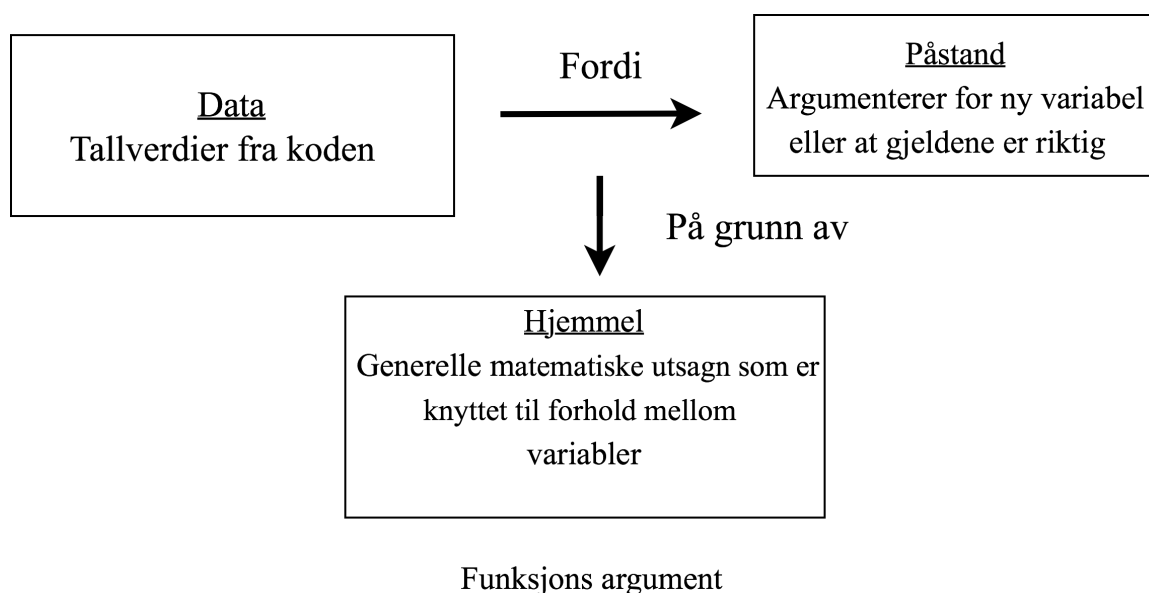 Data
Tallverdier fra koden
Fordi
Påstand
Argumenterer for ny variabel
eller at gjeldene er riktig
På grunn av
Hjemmel
Generelle matematiske utsagn som er
knyttet til forhold mellom
variabler
Funksjons argument